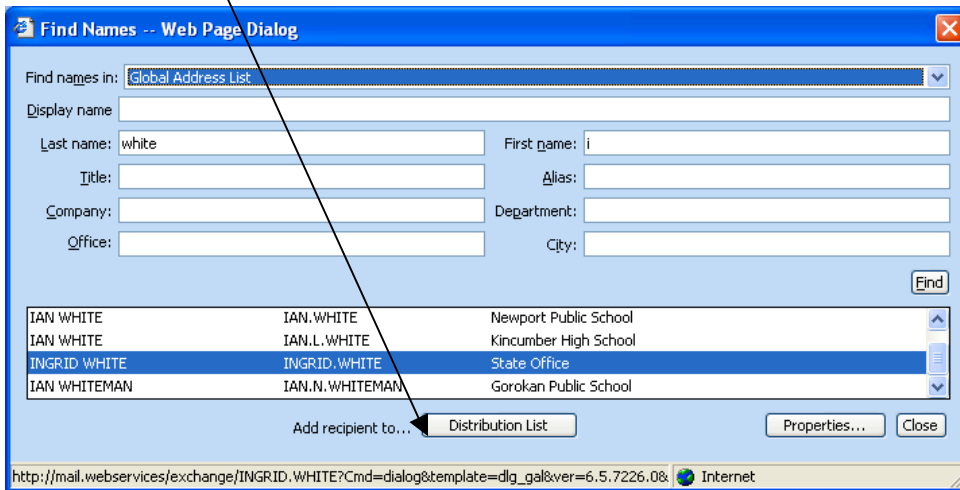 Find Names -- Web Page Dialog
Find names in: Global Address List
Display name
Last name: white First name: i
Title: Alias:
Company: Department:
Office: City:
Find
IAN WHITE IAN.WHITE Newport Public School
IAN WHITE IAN.L.WHITE Kincumber High School
INGRID WHITE INGRID.WHITE State Office
IAN WHITEMAN IAN.N.WHITEMAN Gorokan Public School
Add recipient to... Distribution List Properties... Close
http://mail.webservices/exchange/INGRID.WHITE?Cmd=dialog&template=dlg_gal&ver=6.5.7226.0& Internet